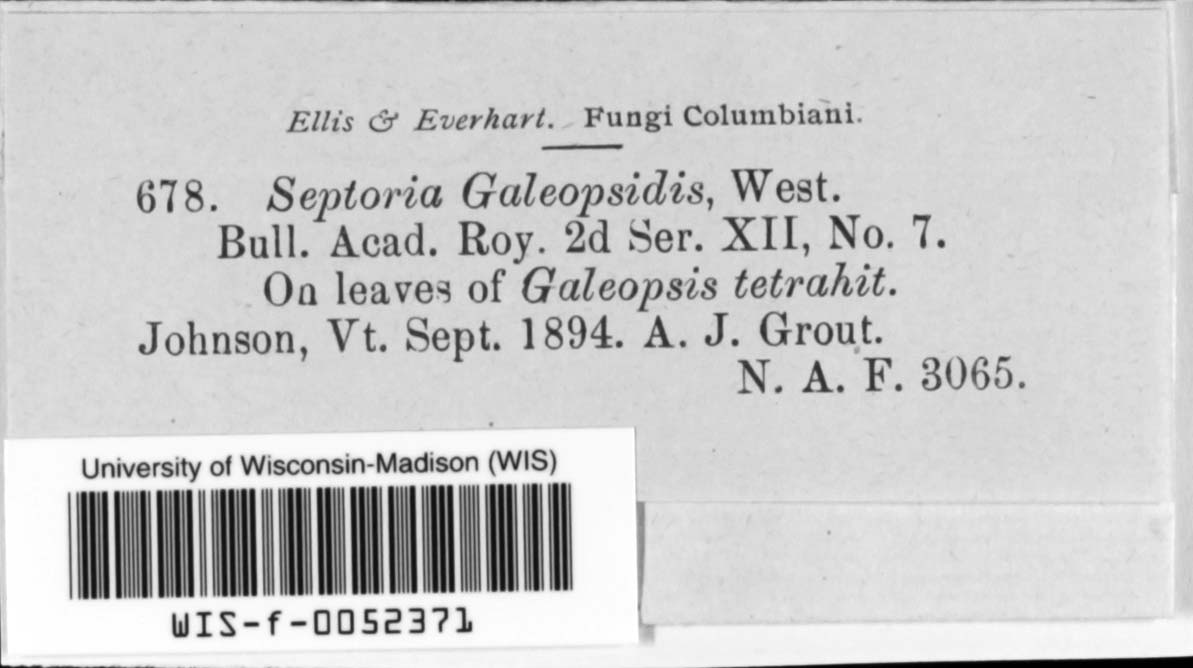 Ellis & Everhart. Fungi Columbiani.
678. Septoria Galeopsidis, West.
Bull. Acad. Roy. 2d Ser. XII, No. 7.
On leaves of Galeopsis tetrahit.
Johnson, Vt. Sept. 1894. A. J. Grout.
N. A. F. 3065.
University of Wisconsin-Madison (WIS)
WIS-f-0052371